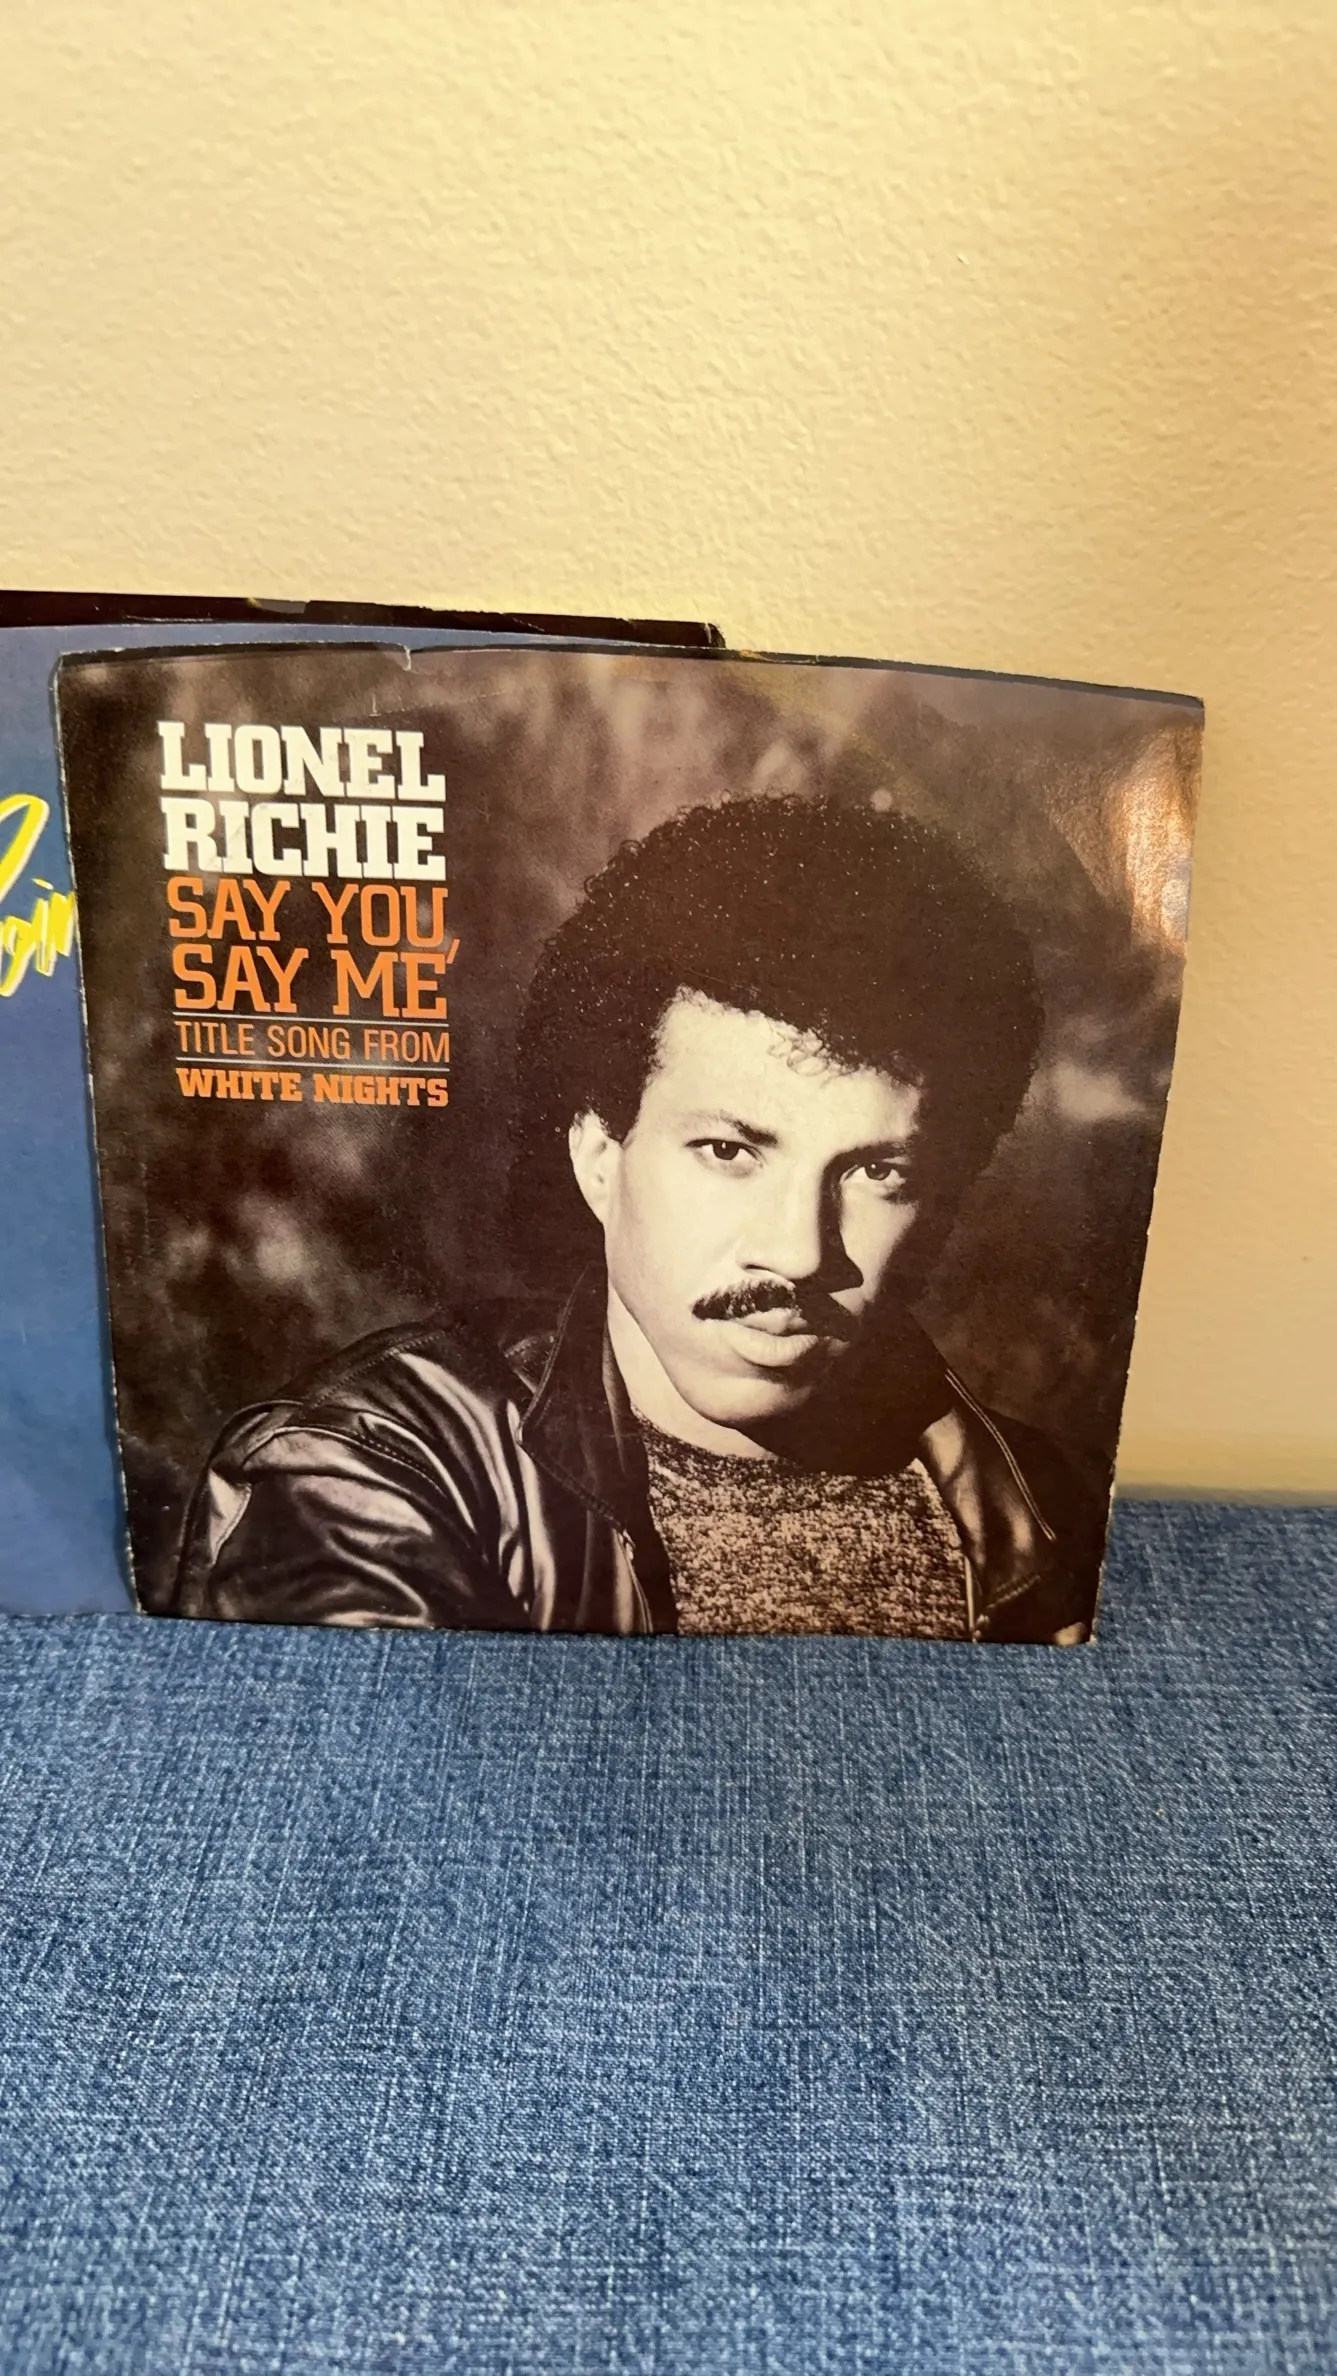 LIONEL
RICHIE
SAY YOU,
SAY ME
TITLE SONG FROM
WHITE NIGHTS